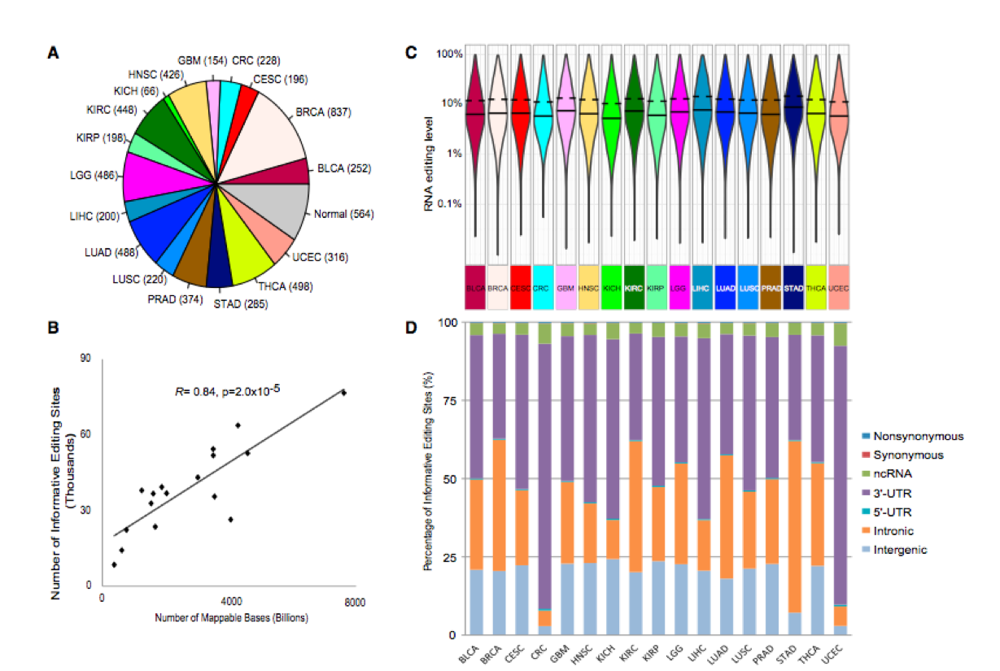 A
GBM (154)
CRC (228)
HNSC (426)
CESC (196)
KICH (66)
KIRC (448)
BRCA (837)
KIRP (198)
LGG (486)
BLCA (252)
LIHC (200)
Normal (564)
LUAD (488)
UCEC (316)
LUSC (220)
THCA (498)
PRAD (374)
STAD (285)
B
90
60
30
0
R= 0.84, p=2.0x10-5
Number of Informative Editing Sites
(Thousands)
0
4000
8000
Number of Mappable Bases (Billions)
C
100%
10%
1%
0.1%
RNA editing level
BLCA
BRCA
CESC
CRC
GBM
HNSC
KICH
KIRC
KIRP
LGG
LIHC
LUAD
LUSC
PRAD
STAD
THCA
UCEC
D
100
75
50
25
0
Percentage of Informative Editing Sites (%)
Nonsynonymous
Synonymous
ncRNA
3'-UTR
5'-UTR
Intronic
Intergenic
BLCA
BRCA
CESC
CRC
GBM
HNSC
KICH
KIRC
KIRP
LGG
LIHC
LUAD
LUSC
PRAD
STAD
THCA
UCEC